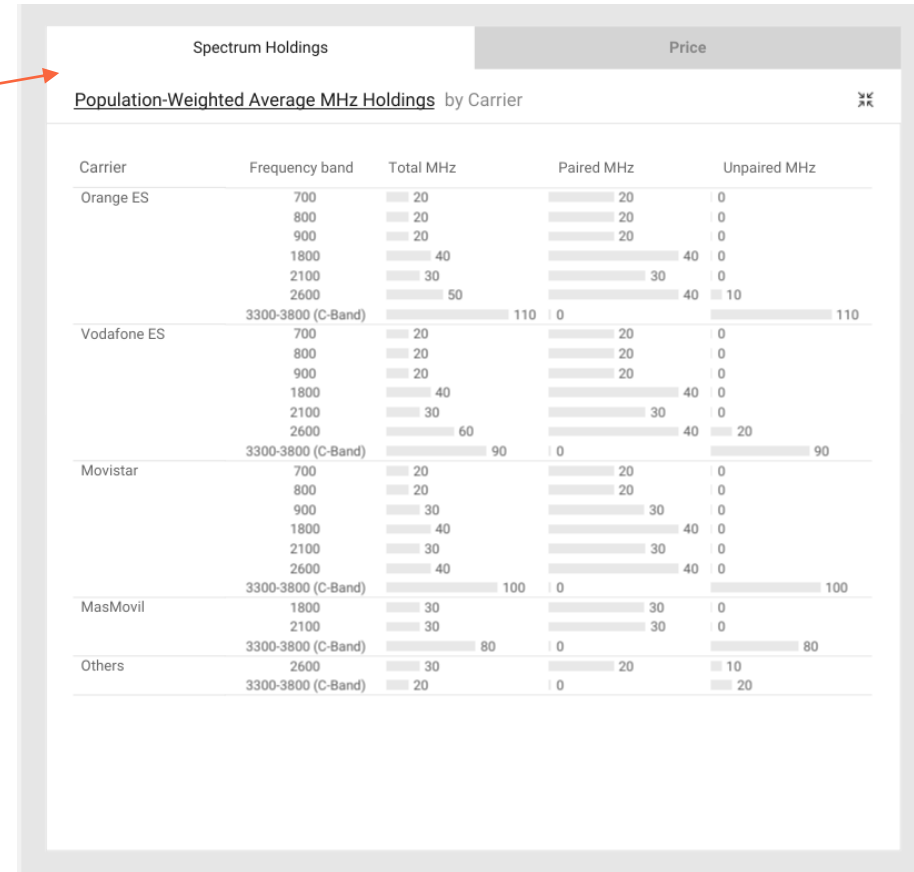 Spectrum Holdings Price
Population-Weighted Average MHz Holdings by Carrier
Carrier Frequency band Total MHz Paired MHz Unpaired MHz
Orange ES 700 20 20 0
800 20 20 0
900 20 20 0
1800 40 40 0
2100 30 30 0
2600 50 40 10
3300-3800 (C-Band) 110 0 110
Vodafone ES 700 20 20 0
800 20 20 0
900 20 20 0
1800 40 40 0
2100 30 30 0
2600 60 40 20
3300-3800 (C-Band) 90 0 90
Movistar 700 20 20 0
800 20 20 0
900 30 30 0
1800 40 40 0
2100 30 30 0
2600 40 40 0
3300-3800 (C-Band) 100 0 100
MasMovil 1800 30 30 0
2100 30 30 0
3300-3800 (C-Band) 80 0 80
Others 2600 30 20 10
3300-3800 (C-Band) 20 0 20